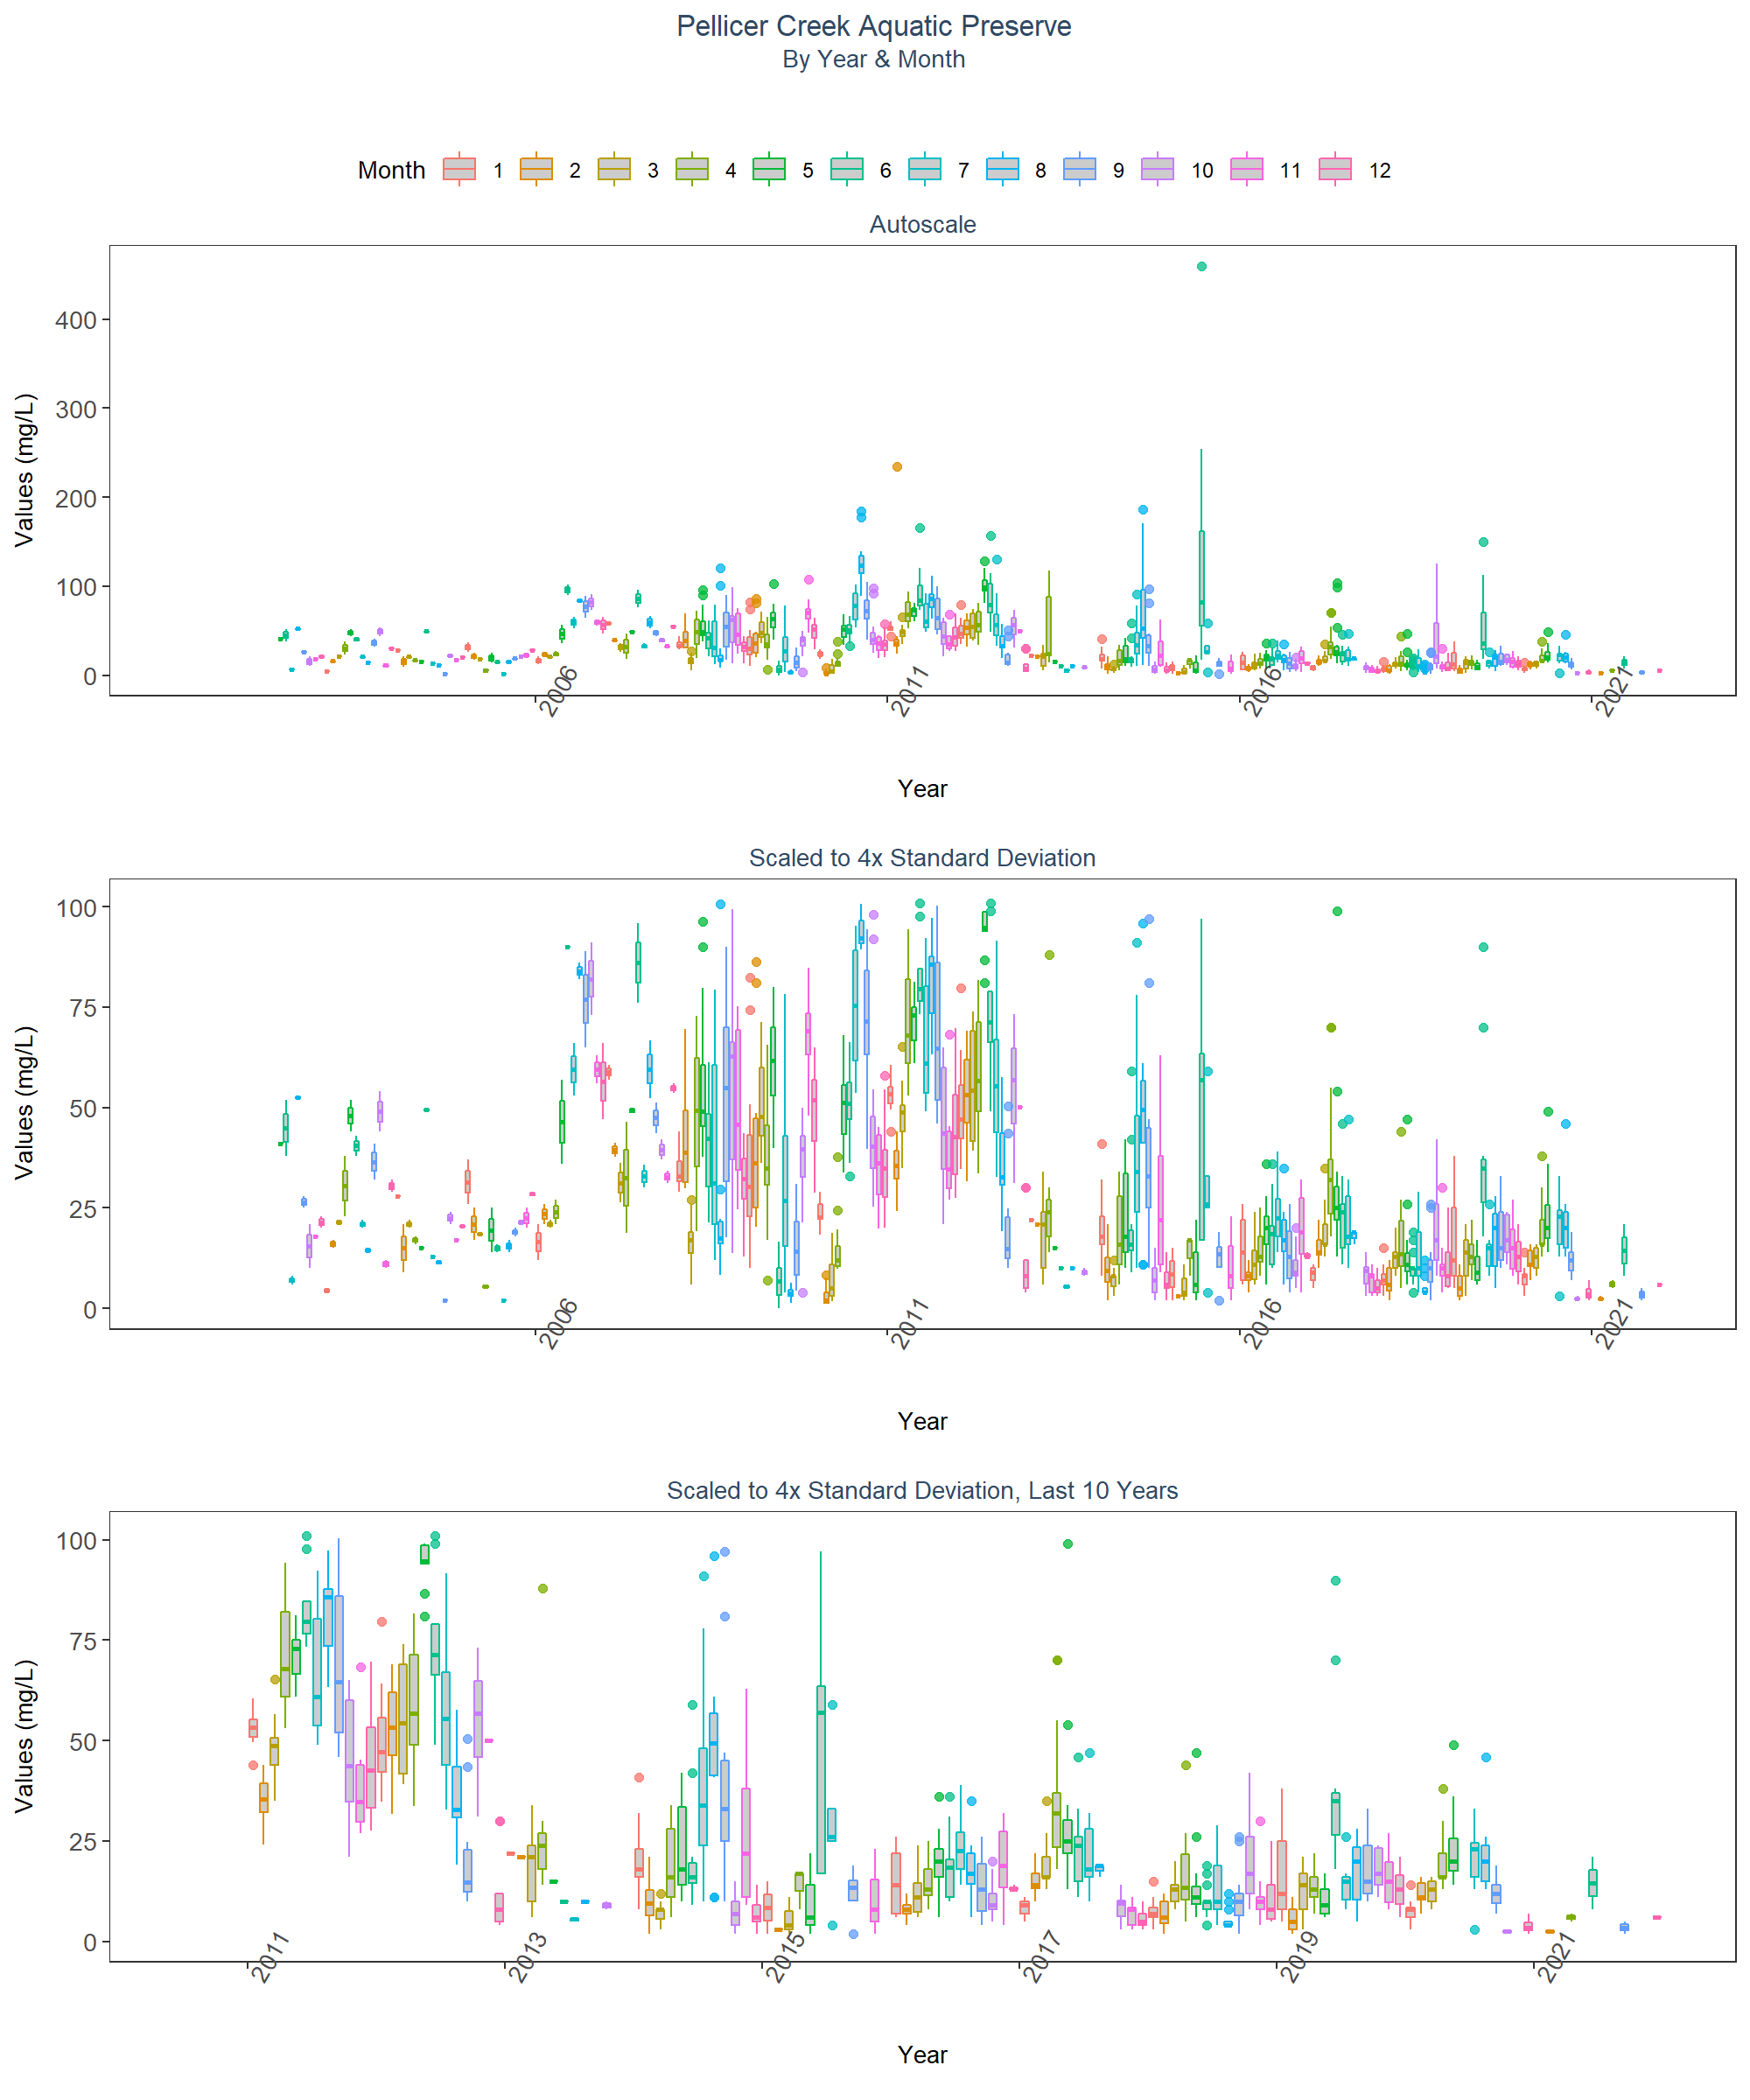 Pellicer Creek Aquatic Preserve
By Year & Month
Month 1 2 3 4 5 6 7 8 9 10 11 12
Autoscale
Values (mg/L)
400
300
200
100
0
2006 2011 2016 2021
Year
Scaled to 4x Standard Deviation
Values (mg/L)
100
75
50
25
0
2006 2011 2016 2021
Year
Scaled to 4x Standard Deviation, Last 10 Years
Values (mg/L)
100
75
50
25
0
2011 2013 2015 2017 2019 2021
Year